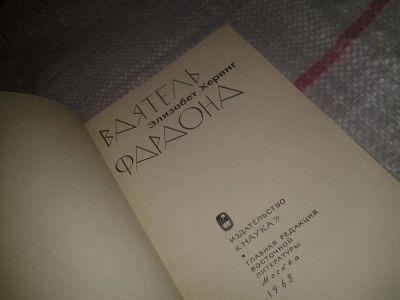 ВАЯТЕЛЬ
Элизабет Херинг
ФАРАОНА
ИЗДАТЕЛЬСТВО
«НАУКА»
ГЛАВНАЯ РЕДАКЦИЯ
ВОСТОЧНОЙ
ЛИТЕРАТУРЫ
Москва
1968